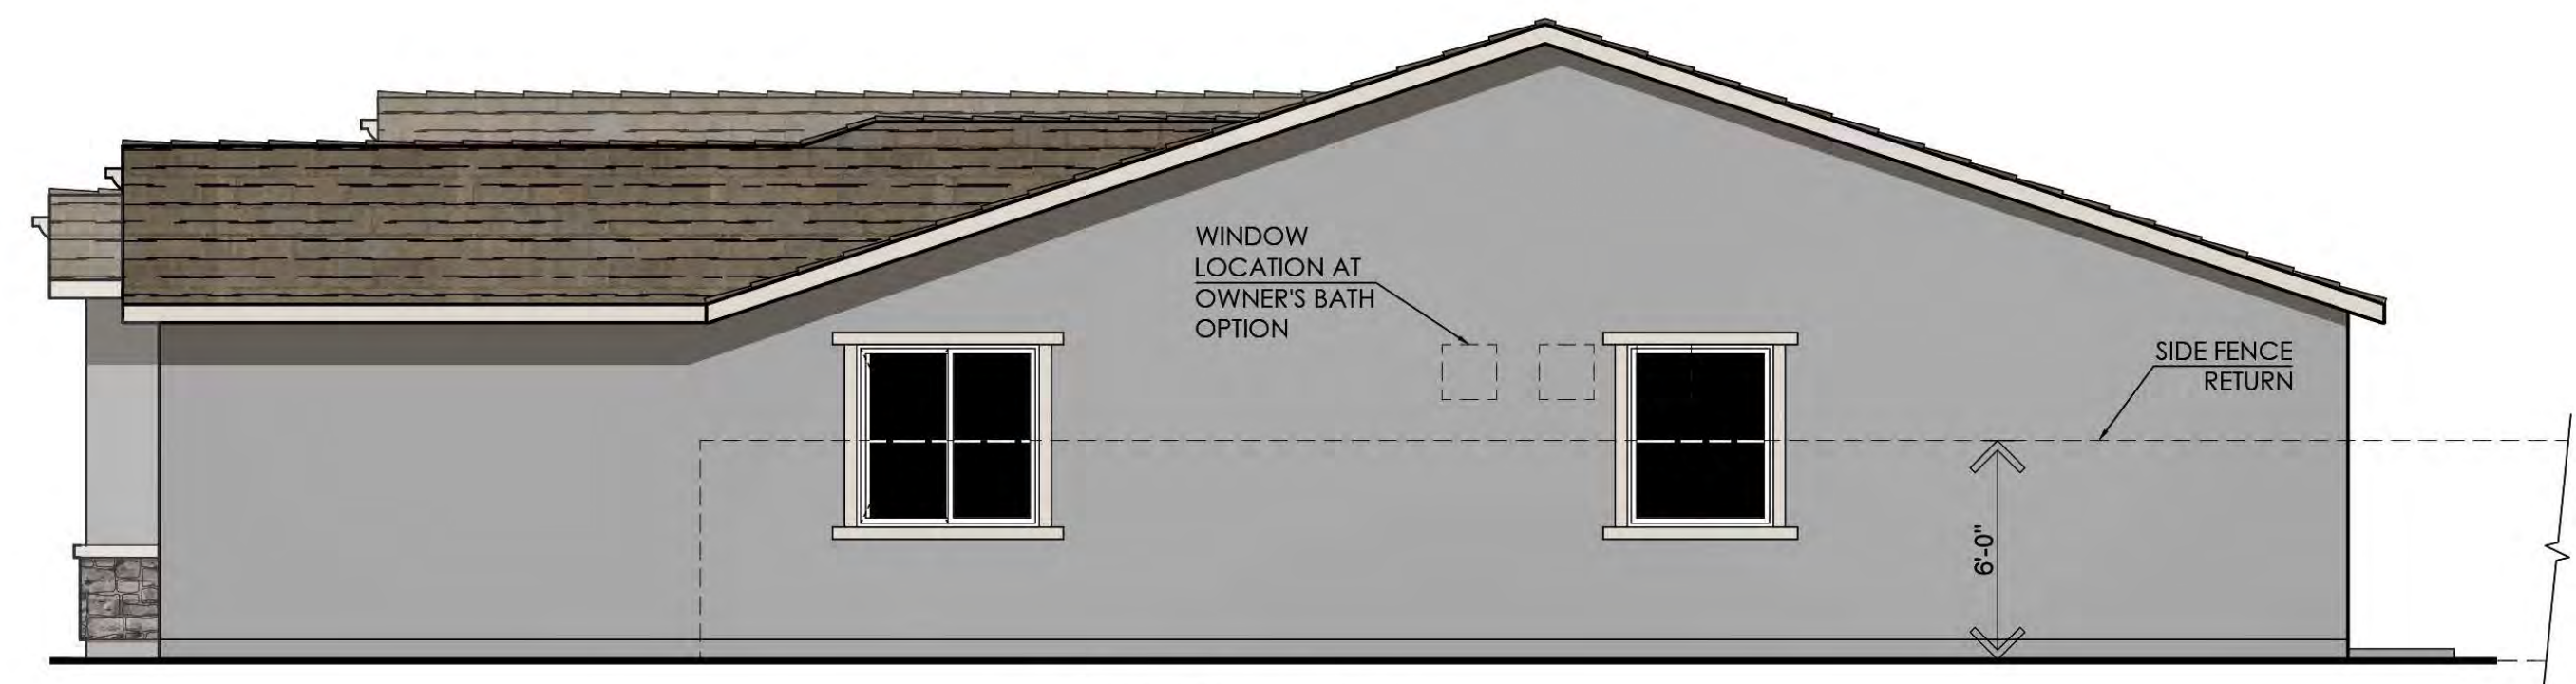 WINDOW
LOCATION AT
OWNER'S BATH
OPTION
SIDE FENCE
RETURN
6'-0"